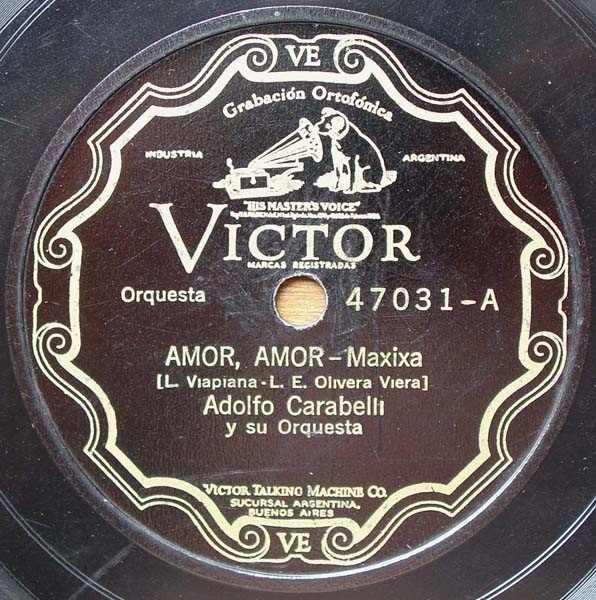 VE
Grabación Ortofónica
INDUSTRIA
ARGENTINA
"HIS MASTER'S VOICE"
VICTOR
MARCAS REGISTRADAS
Orquesta
47031-A
AMOR, AMOR - Maxixa
[L. Viapiana - L. E. Olivera Viera]
Adolfo Carabelli
y su Orquesta
VICTOR TALKING MACHINE CO.
SUCURSAL ARGENTINA,
BUENOS AIRES
VE